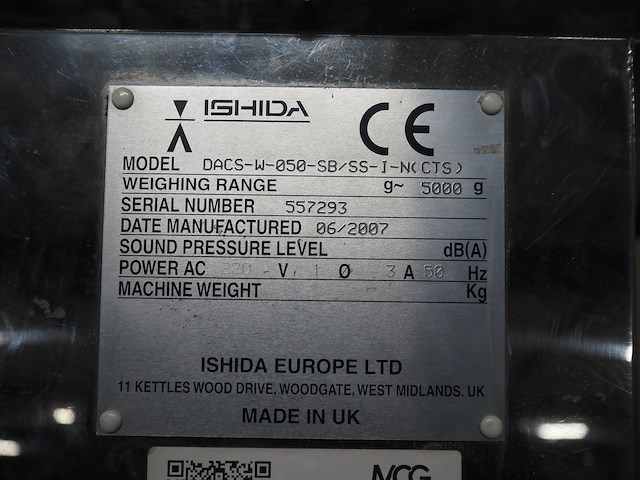 ISHIDA CE
MODEL DACS-W-050-SB/SS-I-N(CTS)
WEIGHING RANGE g~ 5000 g
SERIAL NUMBER 557293
DATE MANUFACTURED 06/2007
SOUND PRESSURE LEVEL dB(A)
POWER AC 220 V 1 Ø 3 A 50 Hz
MACHINE WEIGHT Kg
ISHIDA EUROPE LTD
11 KETTLES WOOD DRIVE, WOODGATE, WEST MIDLANDS. UK
MADE IN UK
MCG